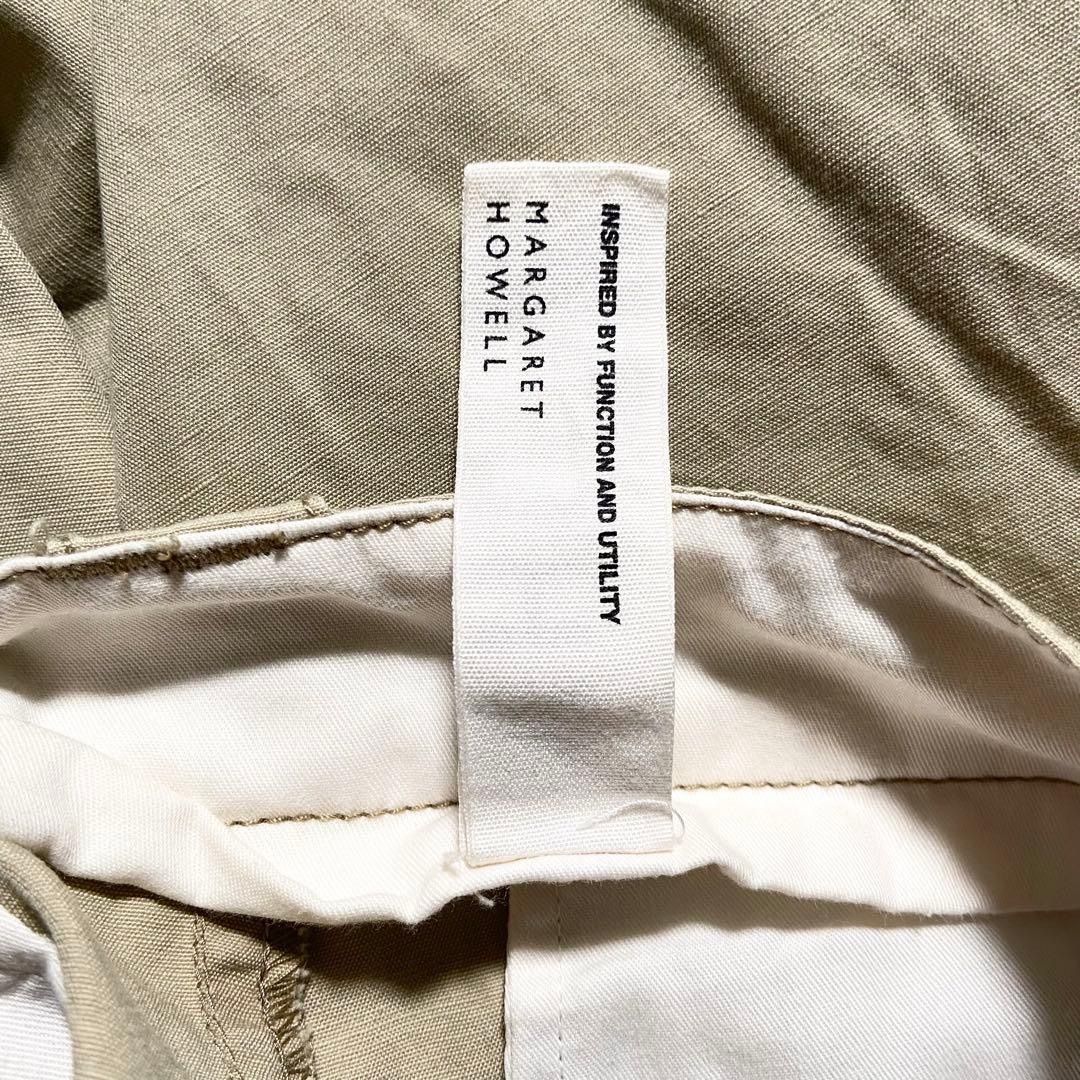 INSPIRED BY FUNCTION AND UTILITY
MARGARET
HOWELL